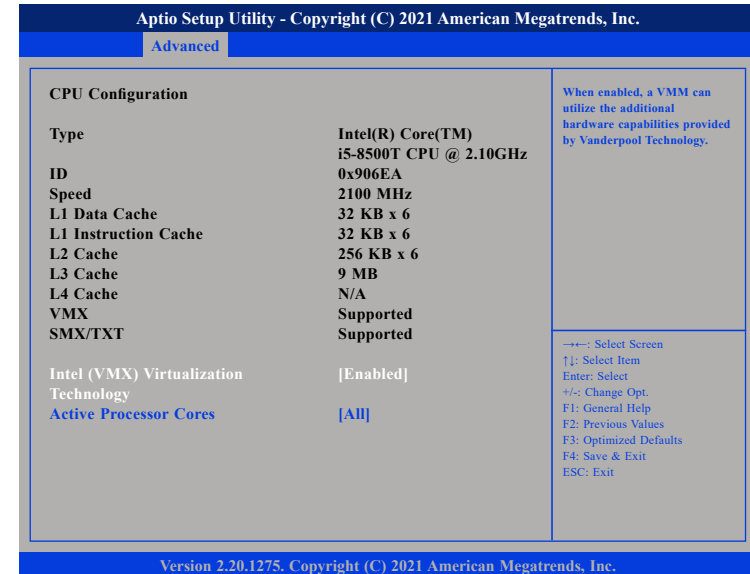 Aptio Setup Utility - Copyright (C) 2021 American Megatrends, Inc.
Advanced
CPU Configuration
Type Intel(R) Core(TM)
i5-8500T CPU @ 2.10GHz
ID 0x906EA
Speed 2100 MHz
L1 Data Cache 32 KB x 6
L1 Instruction Cache 32 KB x 6
L2 Cache 256 KB x 6
L3 Cache 9 MB
L4 Cache N/A
VMX Supported
SMX/TXT Supported
Intel (VMX) Virtualization [Enabled]
Technology
Active Processor Cores [All]
When enabled, a VMM can
utilize the additional
hardware capabilities provided
by Vanderpool Technology.
→←: Select Screen
↑↓: Select Item
Enter: Select
+/-: Change Opt.
F1: General Help
F2: Previous Values
F3: Optimized Defaults
F4: Save & Exit
ESC: Exit
Version 2.20.1275. Copyright (C) 2021 American Megatrends, Inc.